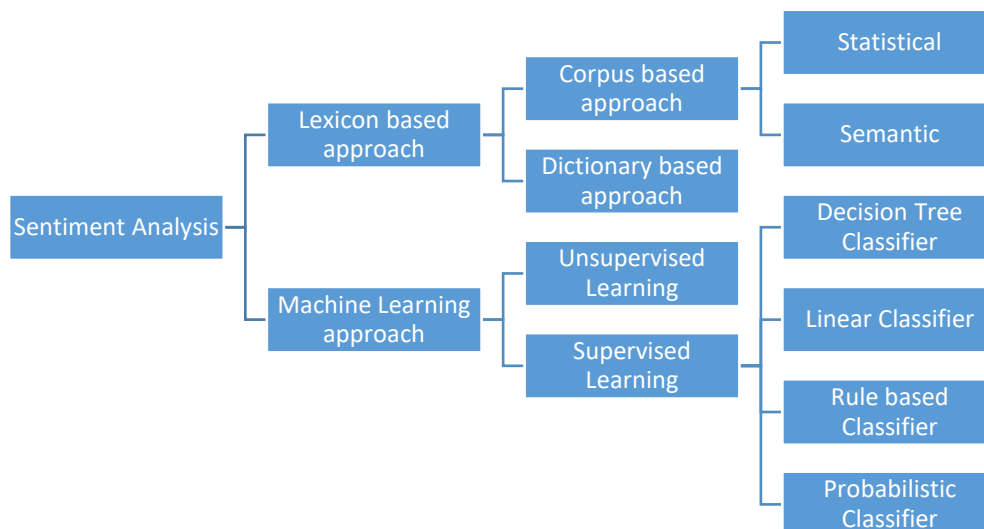 Sentiment Analysis
Lexicon based
approach
Corpus based
approach
Statistical
Semantic
Dictionary based
approach
Machine Learning
approach
Unsupervised
Learning
Supervised
Learning
Decision Tree
Classifier
Linear Classifier
Rule based
Classifier
Probabilistic
Classifier